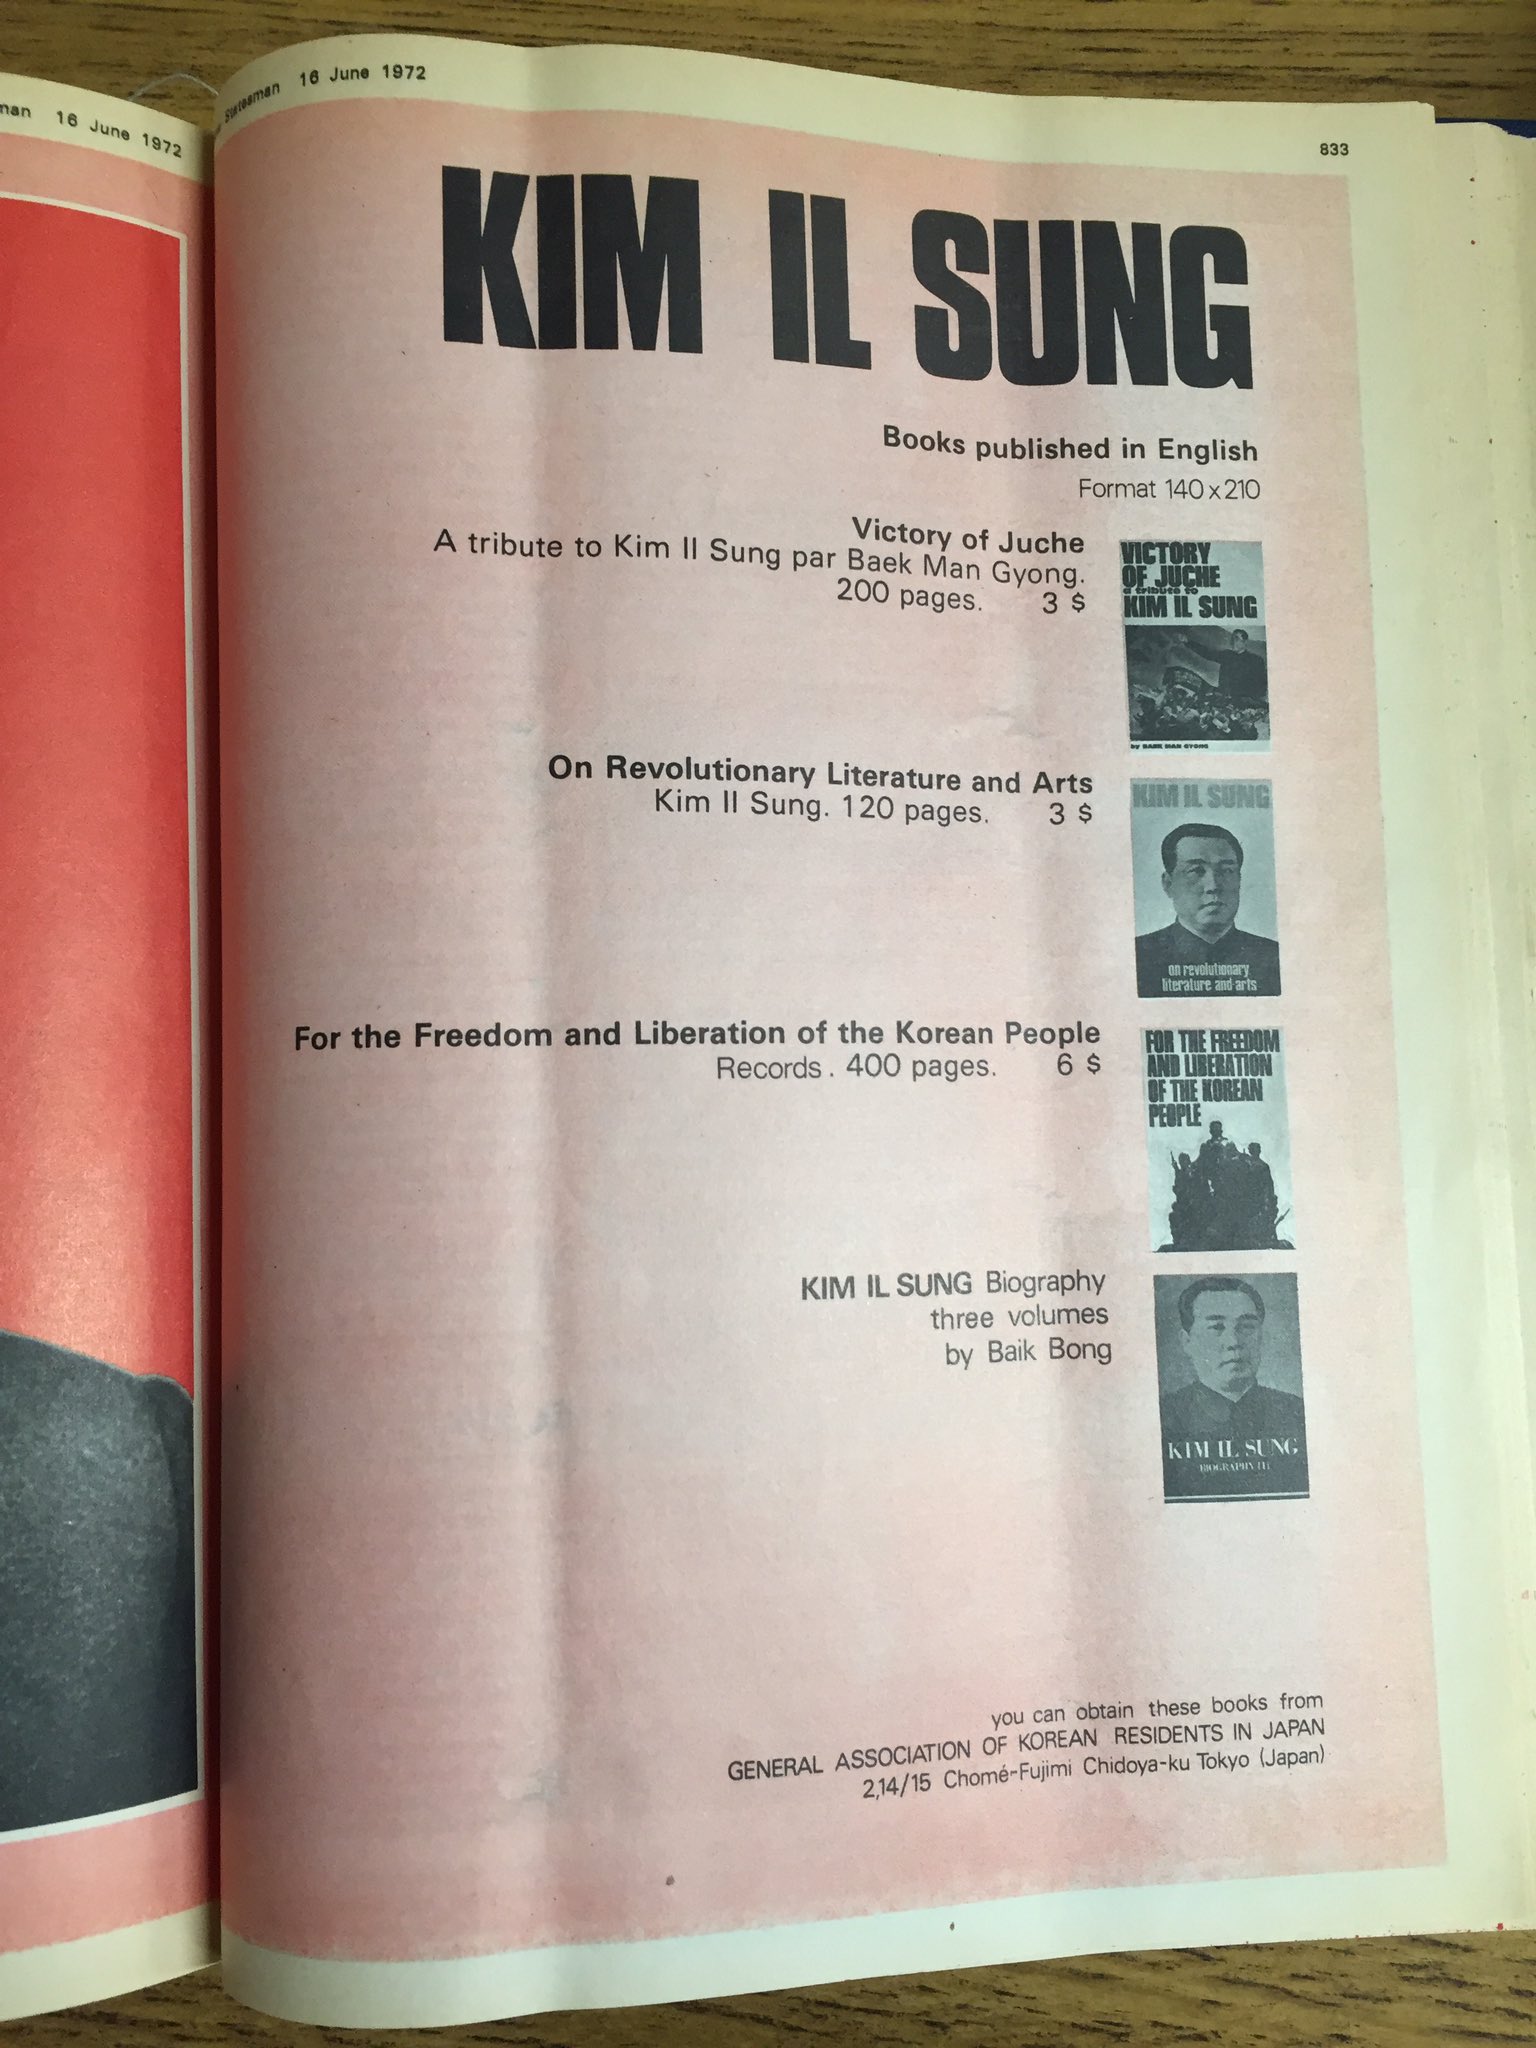 man 16 June 1972
Statesman 16 June 1972
833
KIM IL SUNG
Books published in English
Format 140 x 210
Victory of Juche
A tribute to Kim Il Sung par Baek Man Gyong.
200 pages. 3 $
VICTORY
OF JUCHE
a tribute to
KIM IL SUNG
by BAEK MAN GYONG
On Revolutionary Literature and Arts
Kim Il Sung. 120 pages. 3 $
KIM IL SUNG
on revolutionary
literature and arts
For the Freedom and Liberation of the Korean People
Records. 400 pages. 6 $
FOR THE FREEDOM
AND LIBERATION
OF THE KOREAN
PEOPLE
KIM IL SUNG Biography
three volumes
by Baik Bong
KIM IL SUNG
BIOGRAPHY
you can obtain these books from
GENERAL ASSOCIATION OF KOREAN RESIDENTS IN JAPAN
2,14/15 Chomé-Fujimi Chidoya-ku Tokyo (Japan)